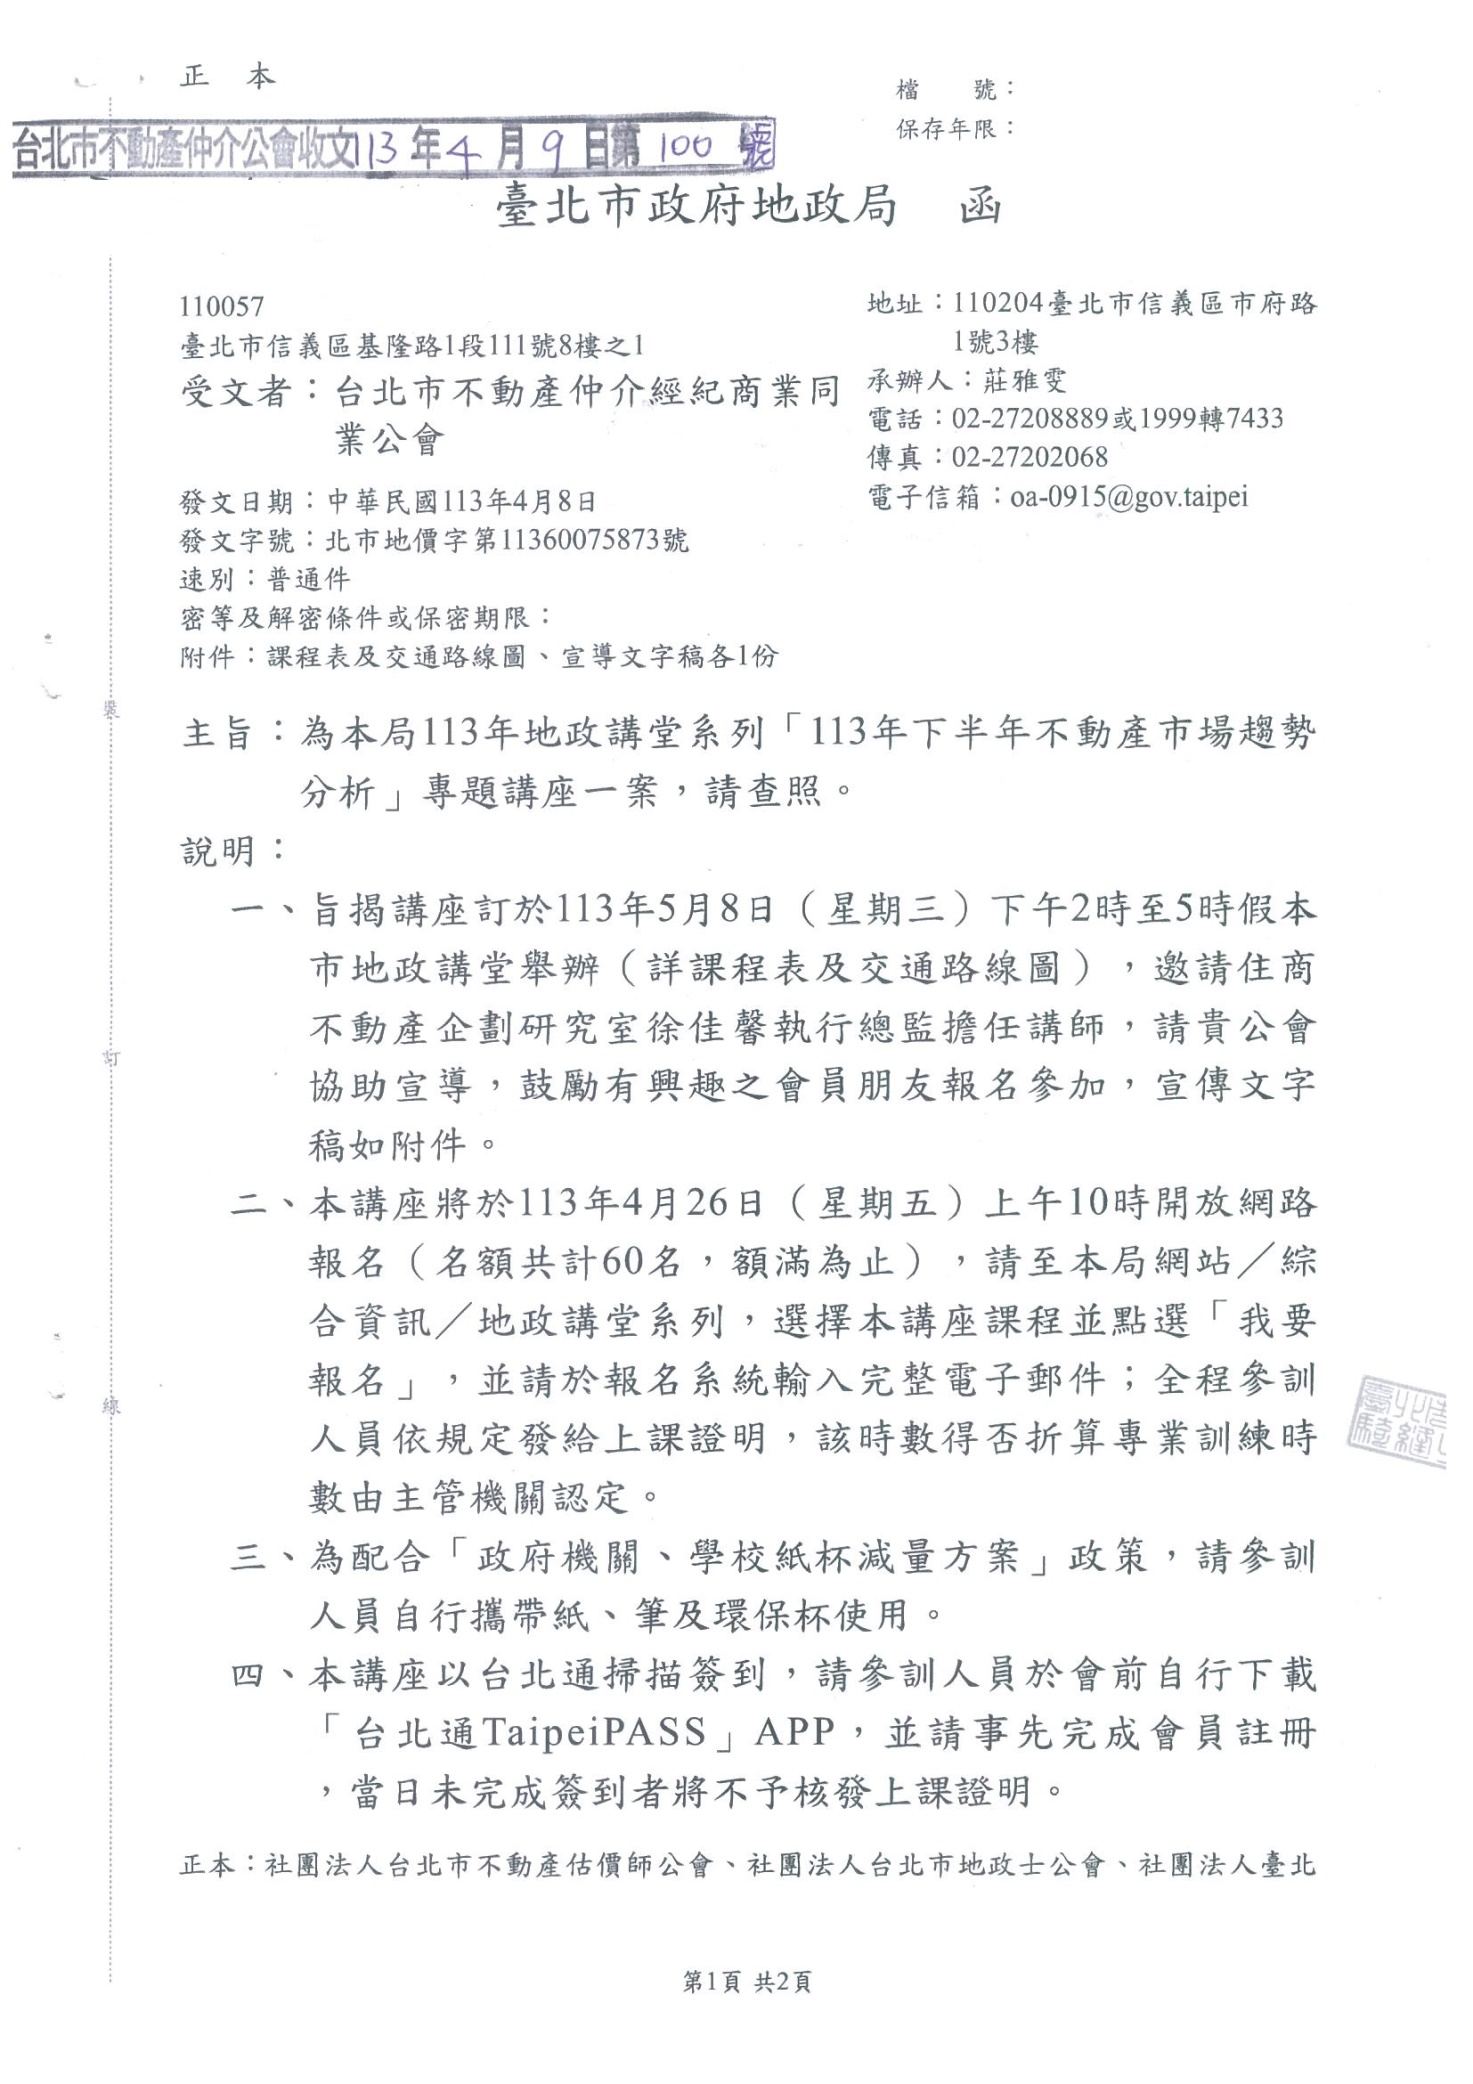 正　本
檔　　號：
保存年限：
台北市不動產仲介公會收文113年4月9日第100號
臺北市政府地政局　函
110057
臺北市信義區基隆路1段111號8樓之1
受文者：台北市不動產仲介經紀商業同
業公會
地址：110204臺北市信義區市府路
1號3樓
承辦人：莊雅雯
電話：02-27208889或1999轉7433
傳真：02-27202068
電子信箱：oa-0915@gov.taipei
發文日期：中華民國113年4月8日
發文字號：北市地價字第11360075873號
速別：普通件
密等及解密條件或保密期限：
附件：課程表及交通路線圖、宣導文字稿各1份
主旨：為本局113年地政講堂系列「113年下半年不動產市場趨勢
分析」專題講座一案，請查照。
說明：
一、旨揭講座訂於113年5月8日（星期三）下午2時至5時假本
市地政講堂舉辦（詳課程表及交通路線圖），邀請住商
不動產企劃研究室徐佳馨執行總監擔任講師，請貴公會
協助宣導，鼓勵有興趣之會員朋友報名參加，宣傳文字
稿如附件。
二、本講座將於113年4月26日（星期五）上午10時開放網路
報名（名額共計60名，額滿為止），請至本局網站／綜
合資訊／地政講堂系列，選擇本講座課程並點選「我要
報名」，並請於報名系統輸入完整電子郵件；全程參訓
人員依規定發給上課證明，該時數得否折算專業訓練時
數由主管機關認定。
三、為配合「政府機關、學校紙杯減量方案」政策，請參訓
人員自行攜帶紙、筆及環保杯使用。
四、本講座以台北通掃描簽到，請參訓人員於會前自行下載
「台北通TaipeiPASS」APP，並請事先完成會員註冊
，當日未完成簽到者將不予核發上課證明。
正本：社團法人台北市不動產估價師公會、社團法人台北市地政士公會、社團法人臺北
裝
訂
線
第1頁 共2頁